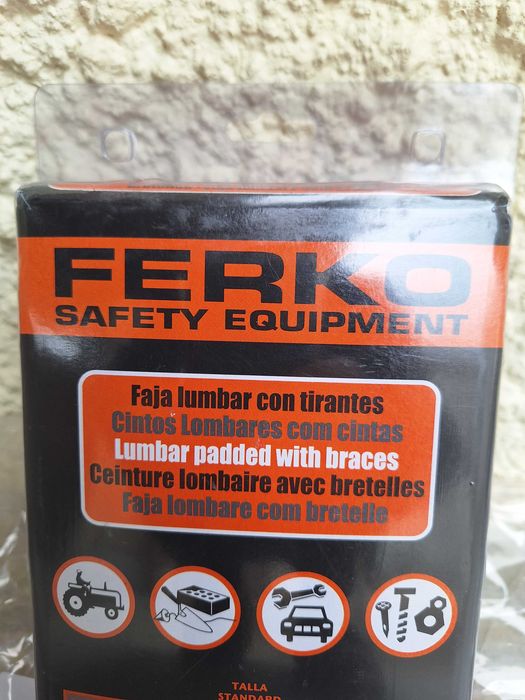 FERKO
SAFETY EQUIPMENT
Faja lumbar con tirantes
Cintos Lombares com cintas
Lumbar padded with braces
Ceinture lombaire avec bretelles
Faja lombare com bretelle
TALLA
STANDARD